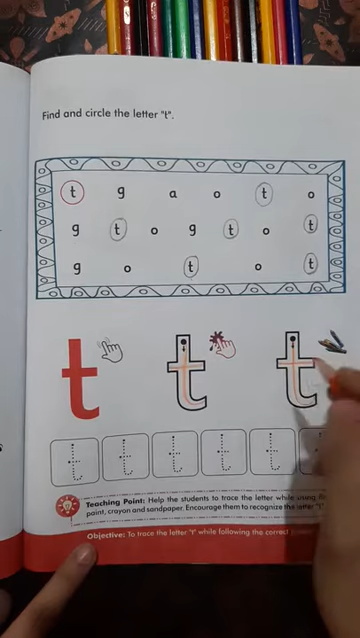 Find and circle the letter "t".
t g a o t o
g t o g t o t
g o t o t
t t t
t t t t t
Teaching Point: Help the students to trace the letter while using
paint, crayon and sandpaper. Encourage them to recognize the letter "t"
Objective: To trace the letter "t" while following the correct